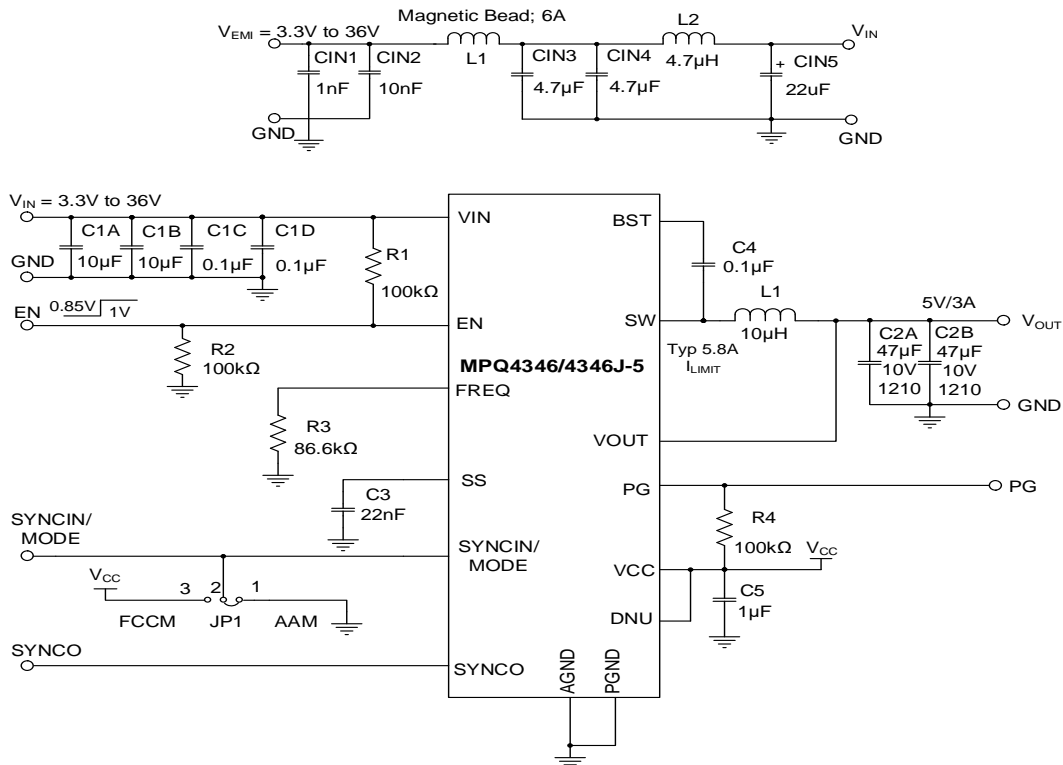 Magnetic Bead; 6A
VEMI = 3.3V to 36V
L1
L2
4.7µH
VIN
CIN1
1nF
CIN2
10nF
CIN3
4.7µF
CIN4
4.7µF
+ CIN5
22uF
GND
GND
VIN = 3.3V to 36V
C1A
10µF
C1B
10µF
C1C
0.1µF
C1D
0.1µF
R1
100kΩ
GND
EN
0.85V
1V
R2
100kΩ
R3
86.6kΩ
C3
22nF
SYNCIN/
MODE
VCC
3
2
1
FCCM
JP1
AAM
SYNCO
VIN
EN
MPQ4346/4346J-5
FREQ
SS
SYNCIN/
MODE
SYNCO
AGND
PGND
BST
SW
VOUT
PG
VCC
DNU
C4
0.1µF
L1
10µH
Typ 5.8A
ILIMIT
5V/3A
VOUT
C2A
47µF
10V
1210
C2B
47µF
10V
1210
GND
PG
R4
100kΩ
VCC
C5
1µF